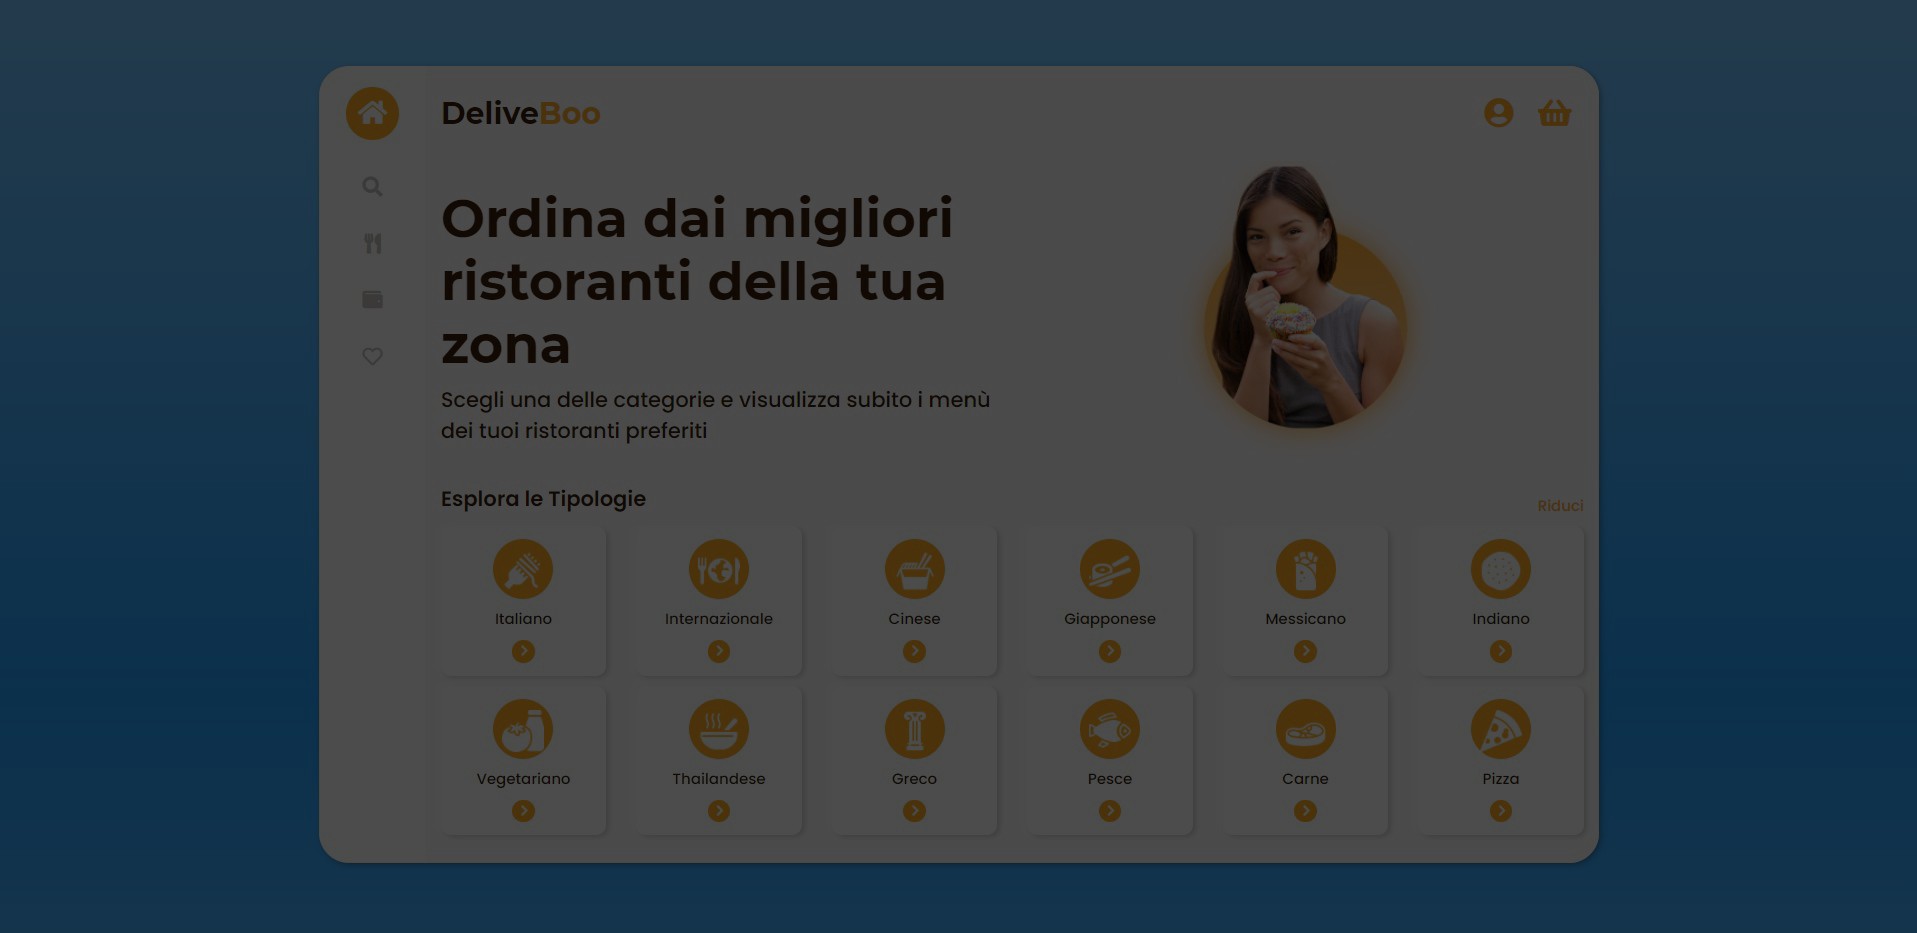 DeliveBoo
Ordina dai migliori
ristoranti della tua
zona
Scegli una delle categorie e visualizza subito i menù
dei tuoi ristoranti preferiti
Esplora le Tipologie
Riduci
Italiano
Internazionale
Cinese
Giapponese
Messicano
Indiano
Vegetariano
Thailandese
Greco
Pesce
Carne
Pizza